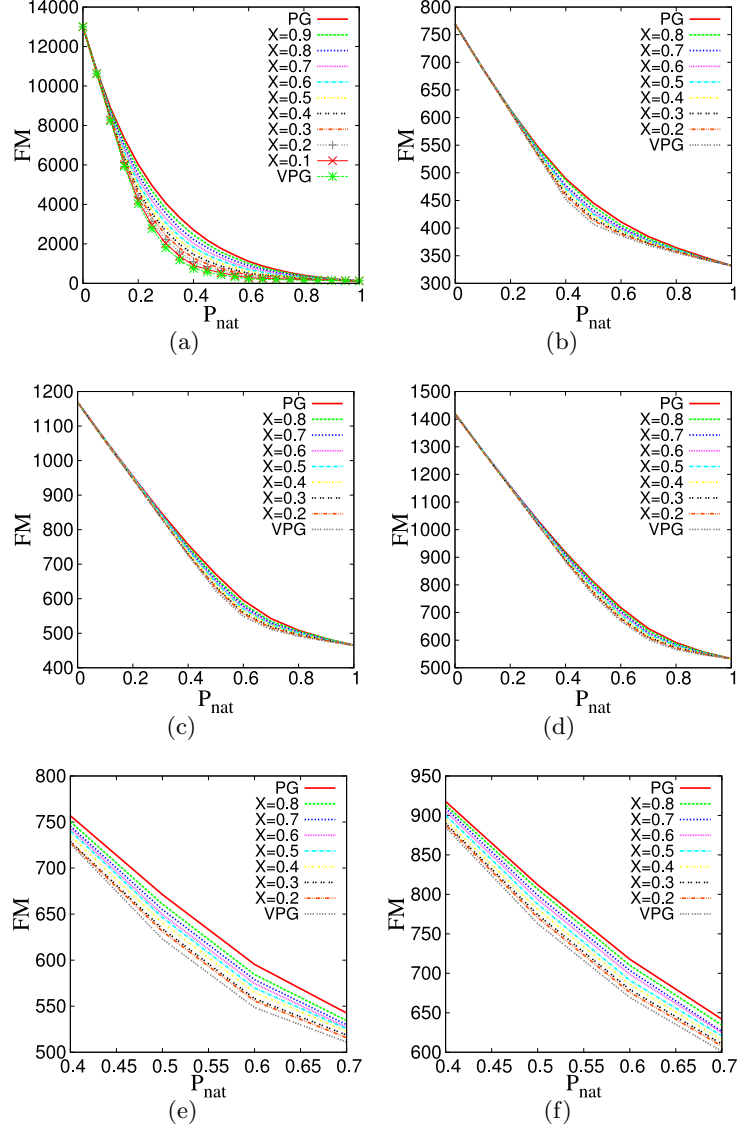 14000
12000
10000
8000
6000
4000
2000
0
FM
0
0.2
0.4
0.6
0.8
1
P_nat
PG
X=0.9
X=0.8
X=0.7
X=0.6
X=0.5
X=0.4
X=0.3
X=0.2
X=0.1
VPG
(a)
800
750
700
650
600
550
500
450
400
350
300
FM
0
0.2
0.4
0.6
0.8
1
P_nat
PG
X=0.8
X=0.7
X=0.6
X=0.5
X=0.4
X=0.3
X=0.2
VPG
(b)
1200
1100
1000
900
800
700
600
500
400
FM
0
0.2
0.4
0.6
0.8
1
P_nat
PG
X=0.8
X=0.7
X=0.6
X=0.5
X=0.4
X=0.3
X=0.2
VPG
(c)
1500
1400
1300
1200
1100
1000
900
800
700
600
500
FM
0
0.2
0.4
0.6
0.8
1
P_nat
PG
X=0.8
X=0.7
X=0.6
X=0.5
X=0.4
X=0.3
X=0.2
VPG
(d)
800
750
700
650
600
550
500
FM
0.4
0.45
0.5
0.55
0.6
0.65
0.7
P_nat
PG
X=0.8
X=0.7
X=0.6
X=0.5
X=0.4
X=0.3
X=0.2
VPG
(e)
950
900
850
800
750
700
650
600
FM
0.4
0.45
0.5
0.55
0.6
0.65
0.7
P_nat
PG
X=0.8
X=0.7
X=0.6
X=0.5
X=0.4
X=0.3
X=0.2
VPG
(f)